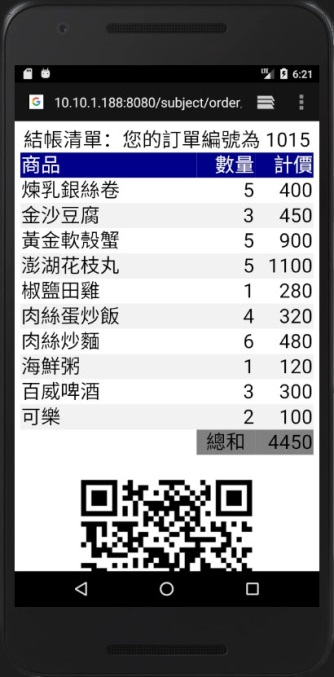 6:21
10.10.1.188:8080/subject/order
結帳清單：您的訂單編號為 1015
商品 數量 計價
煉乳銀絲卷 5 400
金沙豆腐 3 450
黃金軟殼蟹 5 900
澎湖花枝丸 5 1100
椒鹽田雞 1 280
肉絲蛋炒飯 4 320
肉絲炒麵 6 480
海鮮粥 1 120
百威啤酒 3 300
可樂 2 100
總和 4450